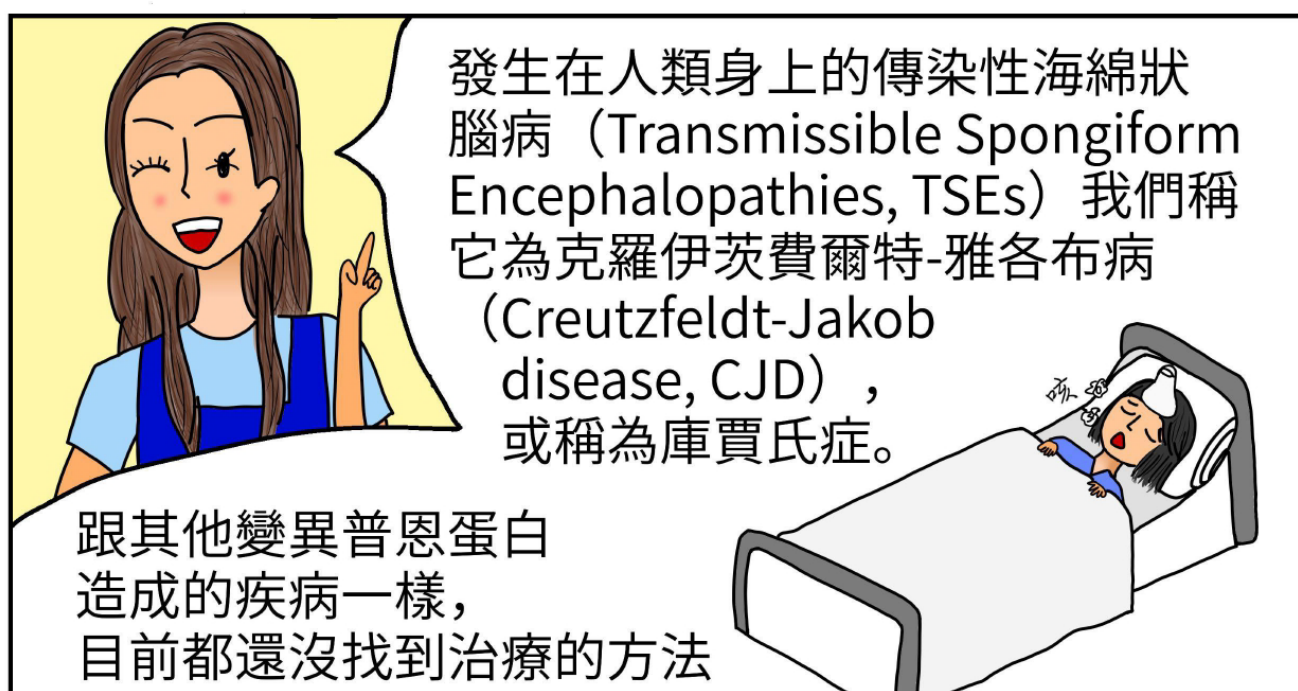 發生在人類身上的傳染性海綿狀
腦病（Transmissible Spongiform
Encephalopathies, TSEs）我們稱
它為克羅伊茨費爾特-雅各布病
（Creutzfeldt-Jakob
disease, CJD），
或稱為庫賈氏症。
咳
跟其他變異普恩蛋白
造成的疾病一樣，
目前都還沒找到治療的方法